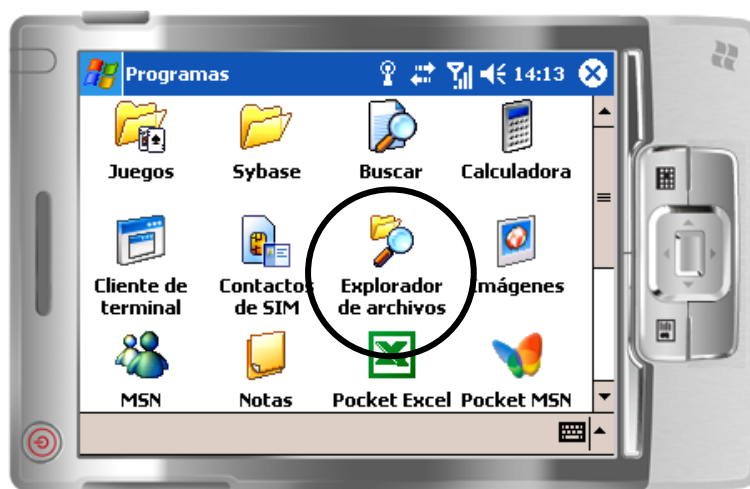 Programas 14:13
Juegos Sybase Buscar Calculadora
Cliente de Contactos Explorador Imágenes
terminal de SIM de archivos
MSN Notas Pocket Excel Pocket MSN